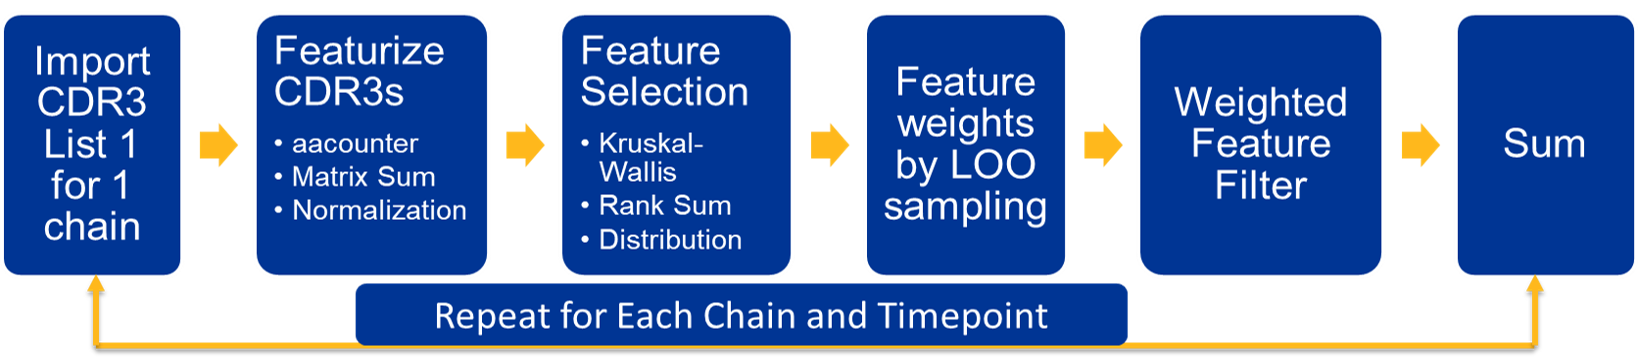 Import
CDR3
List 1
for 1
chain
Featurize
CDR3s
• aacounter
• Matrix Sum
• Normalization
Feature
Selection
• Kruskal-
Wallis
• Rank Sum
• Distribution
Feature
weights
by LOO
sampling
Weighted
Feature
Filter
Sum
Repeat for Each Chain and Timepoint